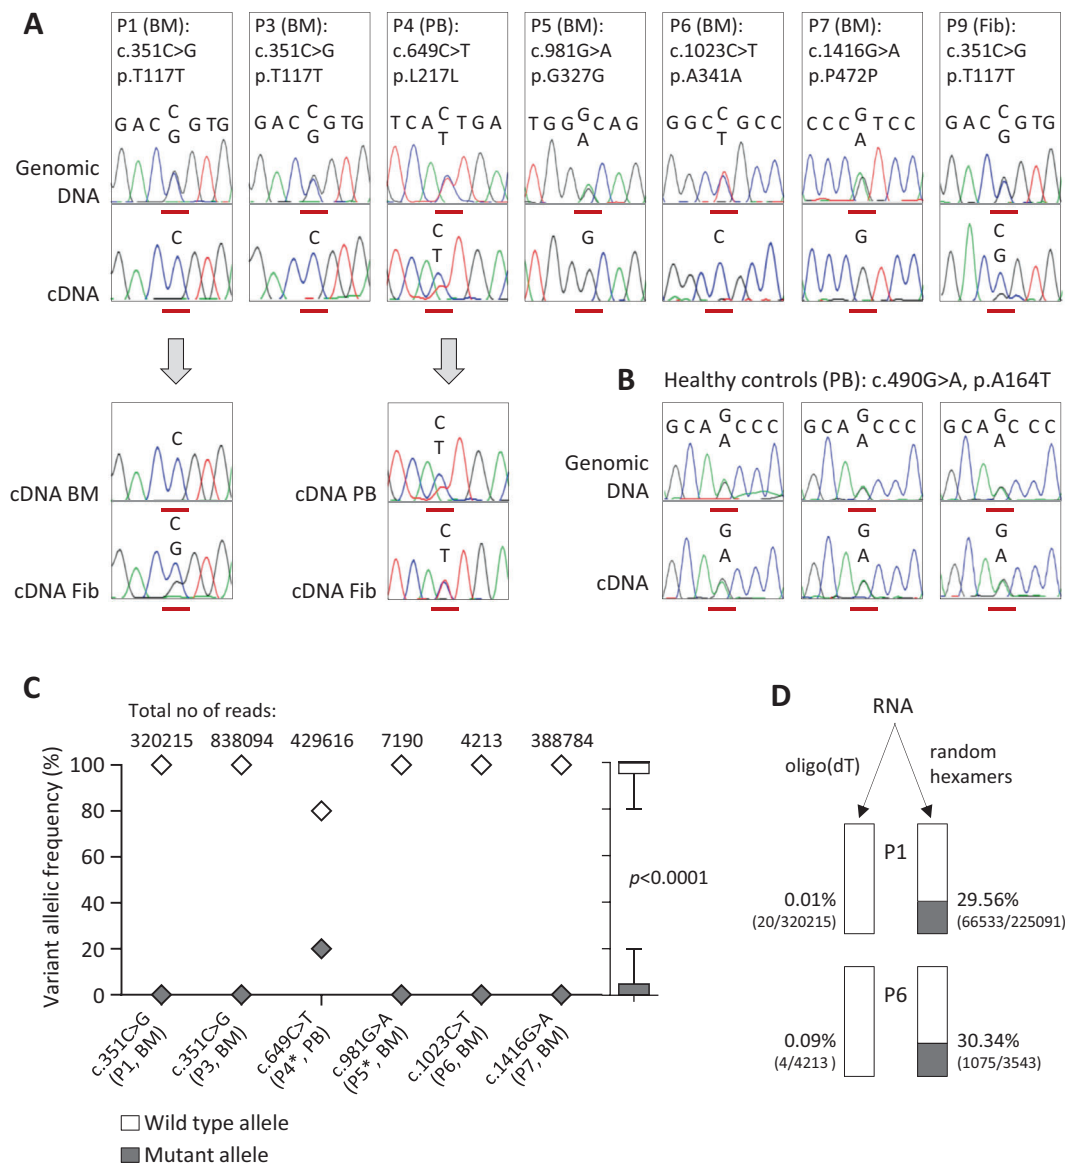 A
P1 (BM):
c.351C>G
p.T117T
P3 (BM):
c.351C>G
p.T117T
P4 (PB):
c.649C>T
p.L217L
P5 (BM):
c.981G>A
p.G327G
P6 (BM):
c.1023C>T
p.A341A
P7 (BM):
c.1416G>A
p.P472P
P9 (Fib):
c.351C>G
p.T117T
G A C C G T G
G
G A C C G T G
G
T C A C T G A
T
T G G G C A G
A
G G C C G C C
T
C C C G T C C
A
G A C C G T G
G
Genomic
DNA
cDNA
C
C
C
T
G
C
G
C
G
cDNA BM
C
cDNA Fib
C
G
cDNA PB
C
T
cDNA Fib
C
T
B
Healthy controls (PB): c.490G>A, p.A164T
G C A G C C C
A
G C A G C C C
A
G C A G C C C
A
Genomic
DNA
cDNA
G
A
G
A
G
A
C
Total no of reads:
320215 838094 429616 7190 4213 388784
Variant allelic frequency (%)
100
80
60
40
20
0
p<0.0001
c.351C>G
(P1, BM)
c.351C>G
(P3, BM)
c.649C>T
(P4*, PB)
c.981G>A
(P5*, BM)
c.1023C>T
(P6, BM)
c.1416G>A
(P7, BM)
Wild type allele
Mutant allele
D
RNA
oligo(dT)
random
hexamers
P1
0.01%
(20/320215)
29.56%
(66533/225091)
P6
0.09%
(4/4213)
30.34%
(1075/3543)